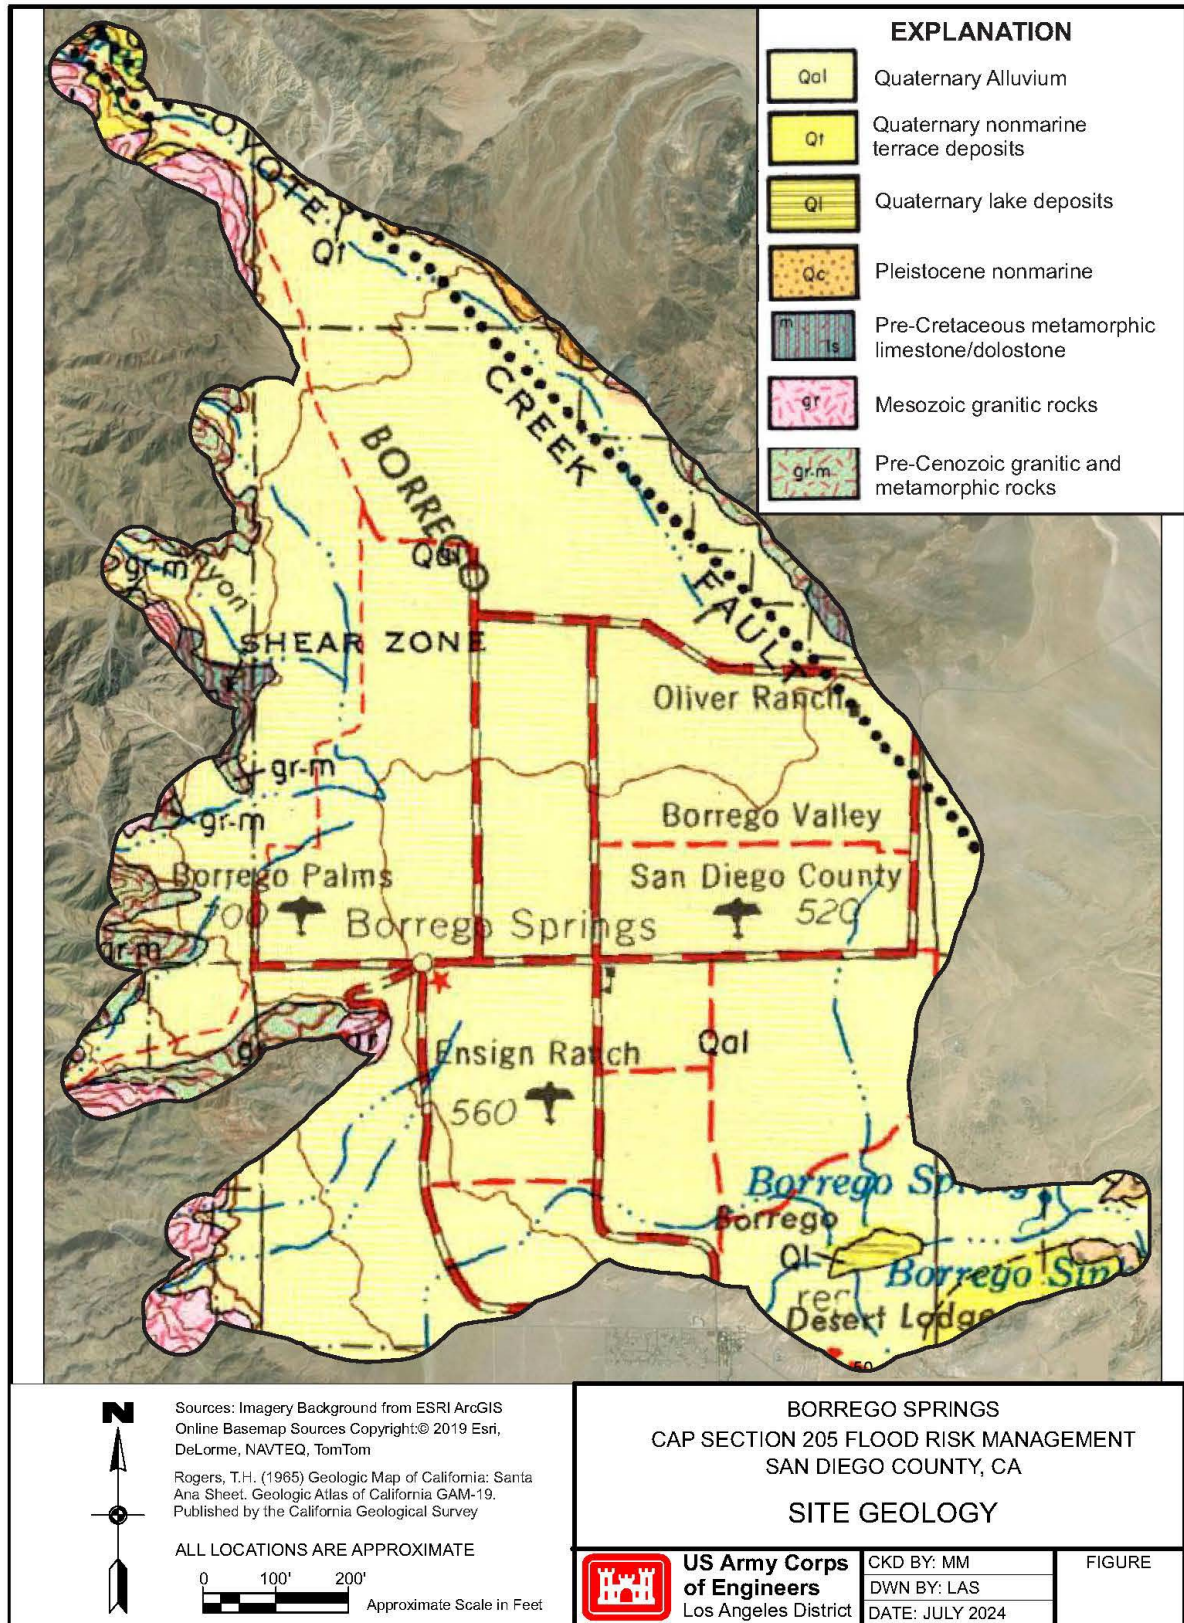 EXPLANATION
Qal
Quaternary Alluvium
Qt
Quaternary nonmarine
terrace deposits
Ql
Quaternary lake deposits
Qc
Pleistocene nonmarine
m
ls
Pre-Cretaceous metamorphic
limestone/dolostone
gr
Mesozoic granitic rocks
gr-m
Pre-Cenozoic granitic and
metamorphic rocks
COYOTE
Qt
CREEK
BORREGO
Qal
FAULT
gr-m
nyon
SHEAR ZONE
Oliver Ranch
gr-m
gr-m
Borrego Valley
Borrego Palms
San Diego County
700
520
Borrego Springs
gr-m
Ensign Ranch
Qal
560
Borrego Spring
Borrego
Ql
Borrego Sink
rec
Desert Lodge
50
N
Sources: Imagery Background from ESRI ArcGIS
Online Basemap Sources Copyright:© 2019 Esri,
DeLorme, NAVTEQ, TomTom
Rogers, T.H. (1965) Geologic Map of California: Santa
Ana Sheet. Geologic Atlas of California GAM-19.
Published by the California Geological Survey
ALL LOCATIONS ARE APPROXIMATE
0 100' 200'
Approximate Scale in Feet
BORREGO SPRINGS
CAP SECTION 205 FLOOD RISK MANAGEMENT
SAN DIEGO COUNTY, CA
SITE GEOLOGY
US Army Corps
of Engineers
Los Angeles District
CKD BY: MM
DWN BY: LAS
DATE: JULY 2024
FIGURE